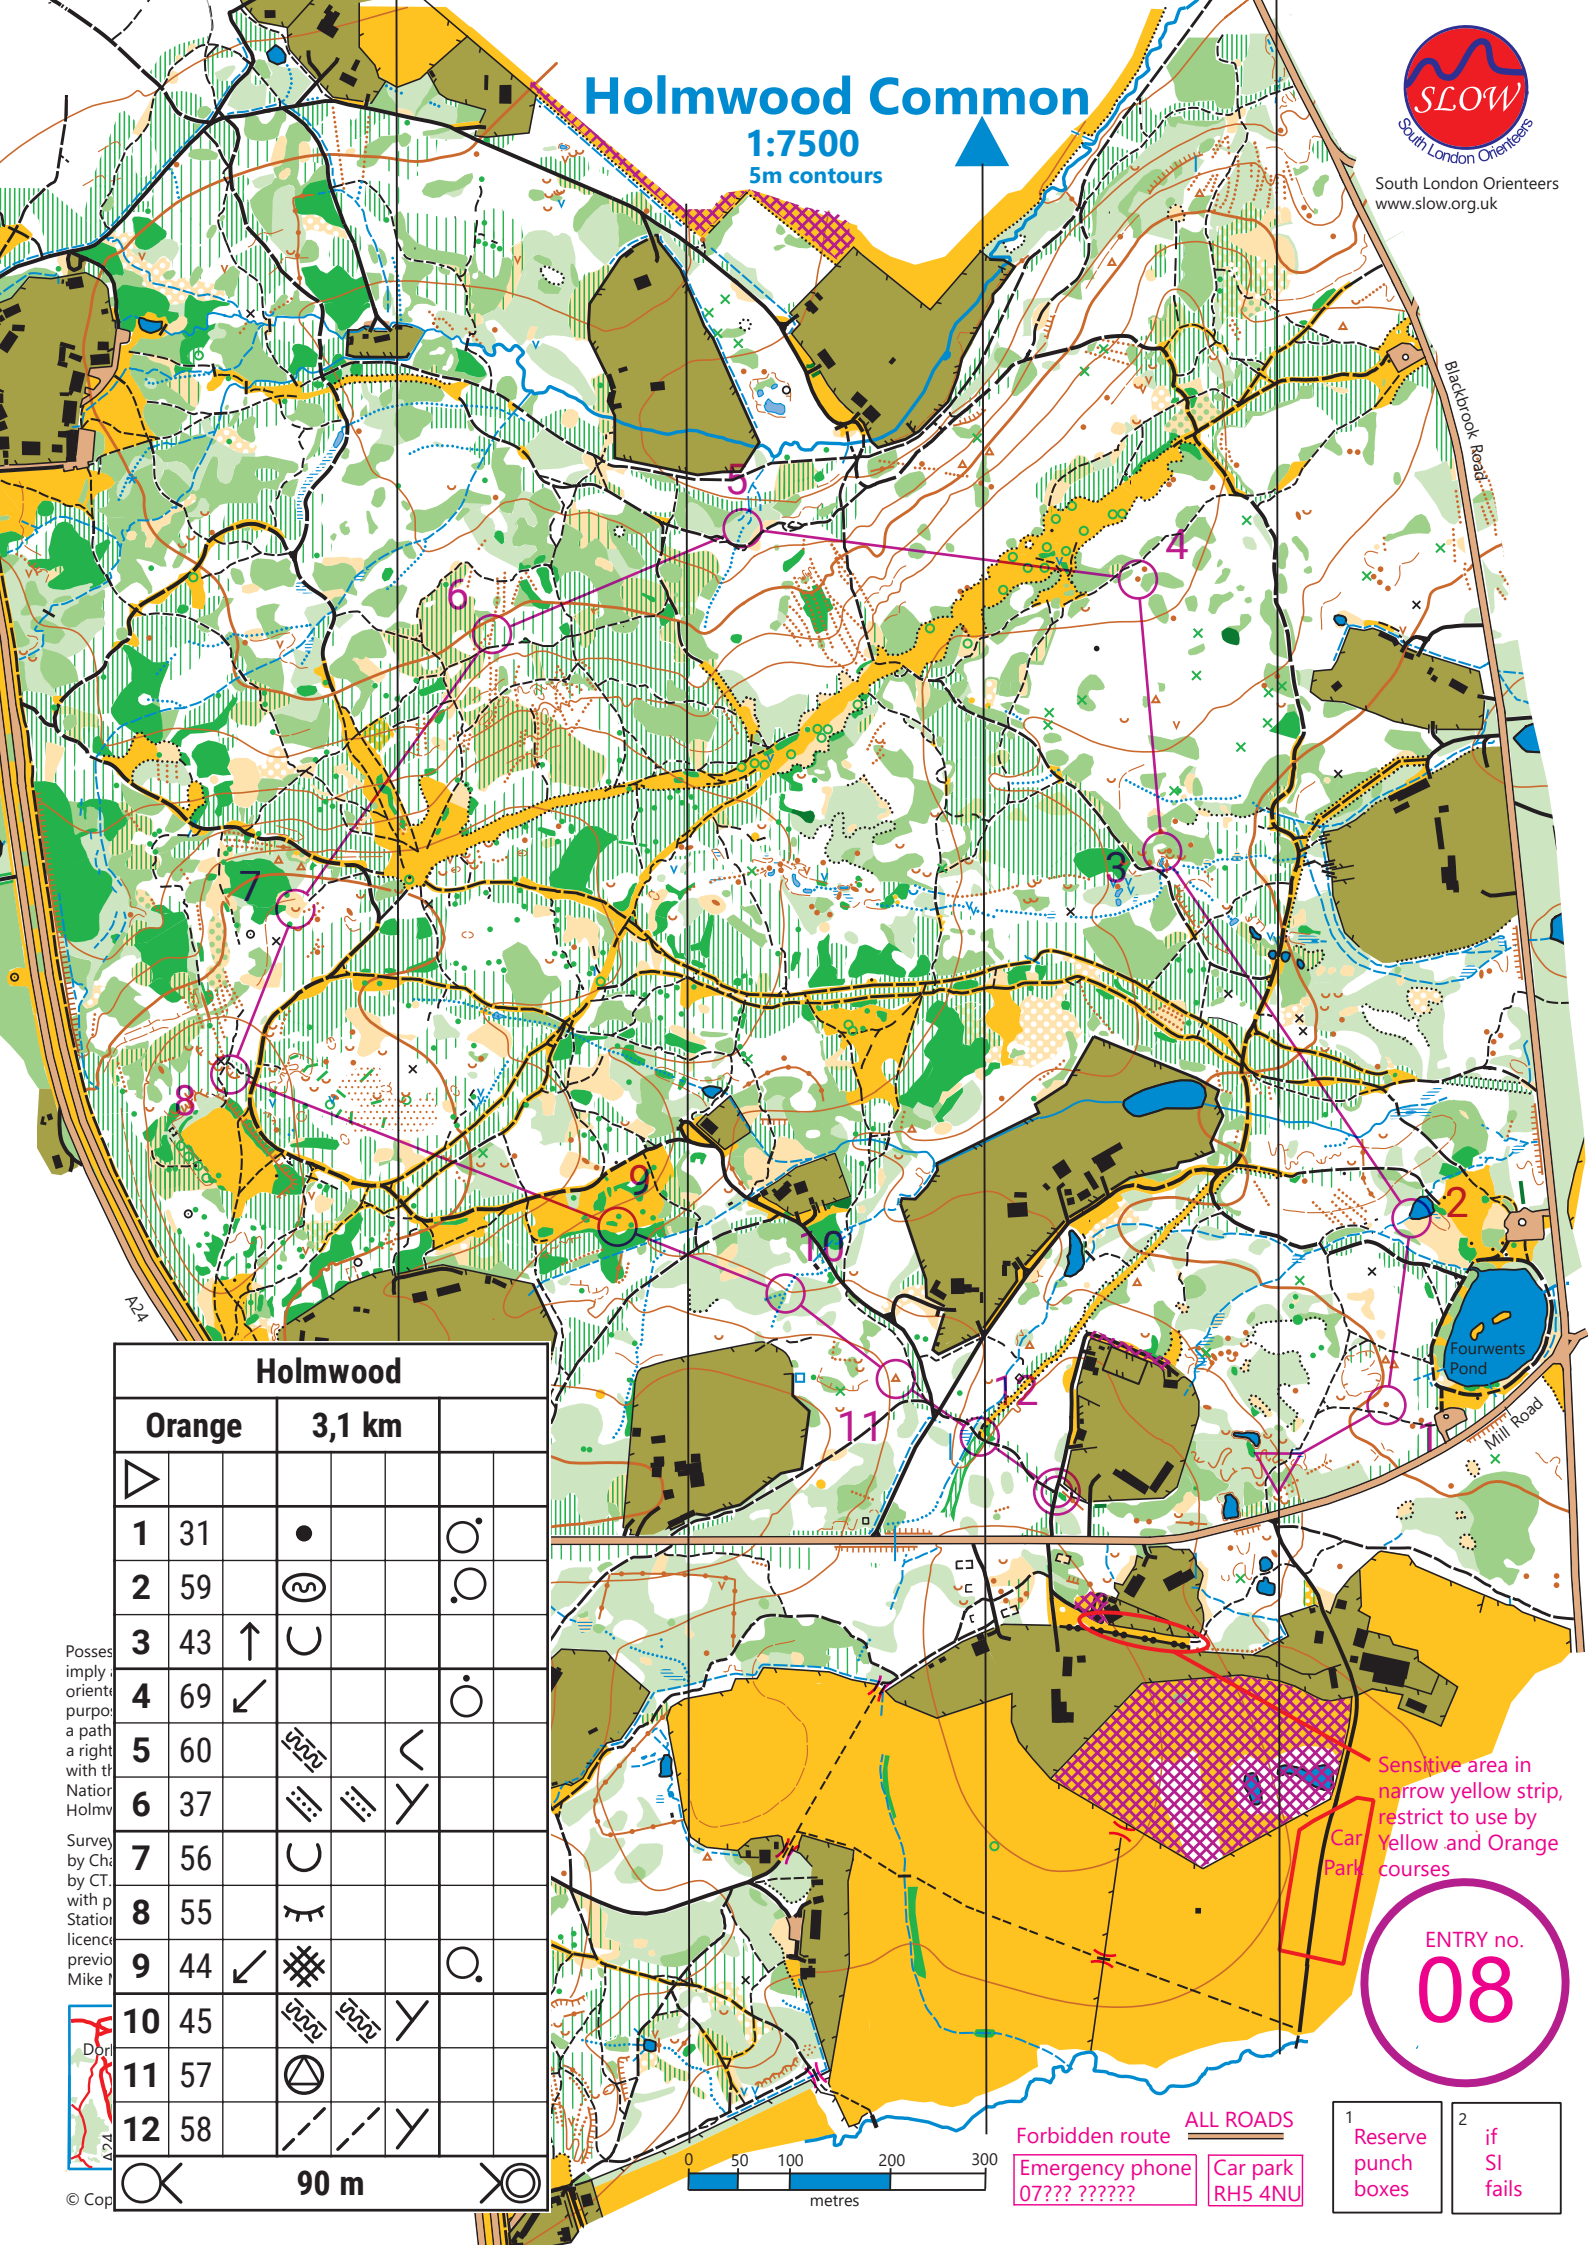 Holmwood Common
1:7500
5m contours
SLOW
South London Orienteers
South London Orienteers
www.slow.org.uk
Blackbrook Road
5
4
6
3
7
8
2
9
10
Fourwents
Pond
A24
12
11
1
Mill Road
Holmwood
Orange 3,1 km
1 31
2 59
3 43
4 69
5 60
6 37
7 56
8 55
9 44
10 45
11 57
12 58
90 m
Posses
imply
oriente
purpos
a path
a right
with th
Nation
Holmw
Survey
by Cha
by CT.
with p
Station
licence
previo
Mike
Dor
A24
© Cop
Sensitive area in
narrow yellow strip,
restrict to use by
Yellow and Orange
courses
Car
Park
ENTRY no.
08
0 50 100 200 300
metres
Forbidden route ALL ROADS
Emergency phone
07??? ??????
Car park
RH5 4NU
1
Reserve
punch
boxes
2
if
SI
fails